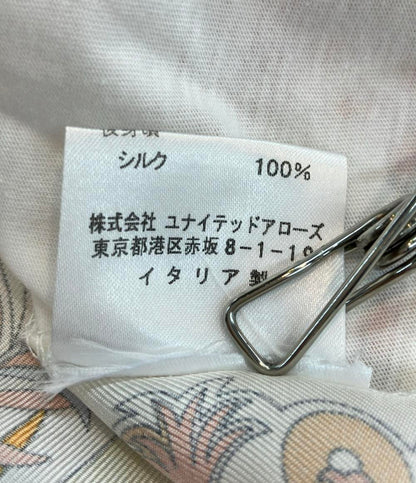 シルク 100%
株式会社 ユナイテッドアローズ
東京都港区赤坂8-1-19
イタリア製